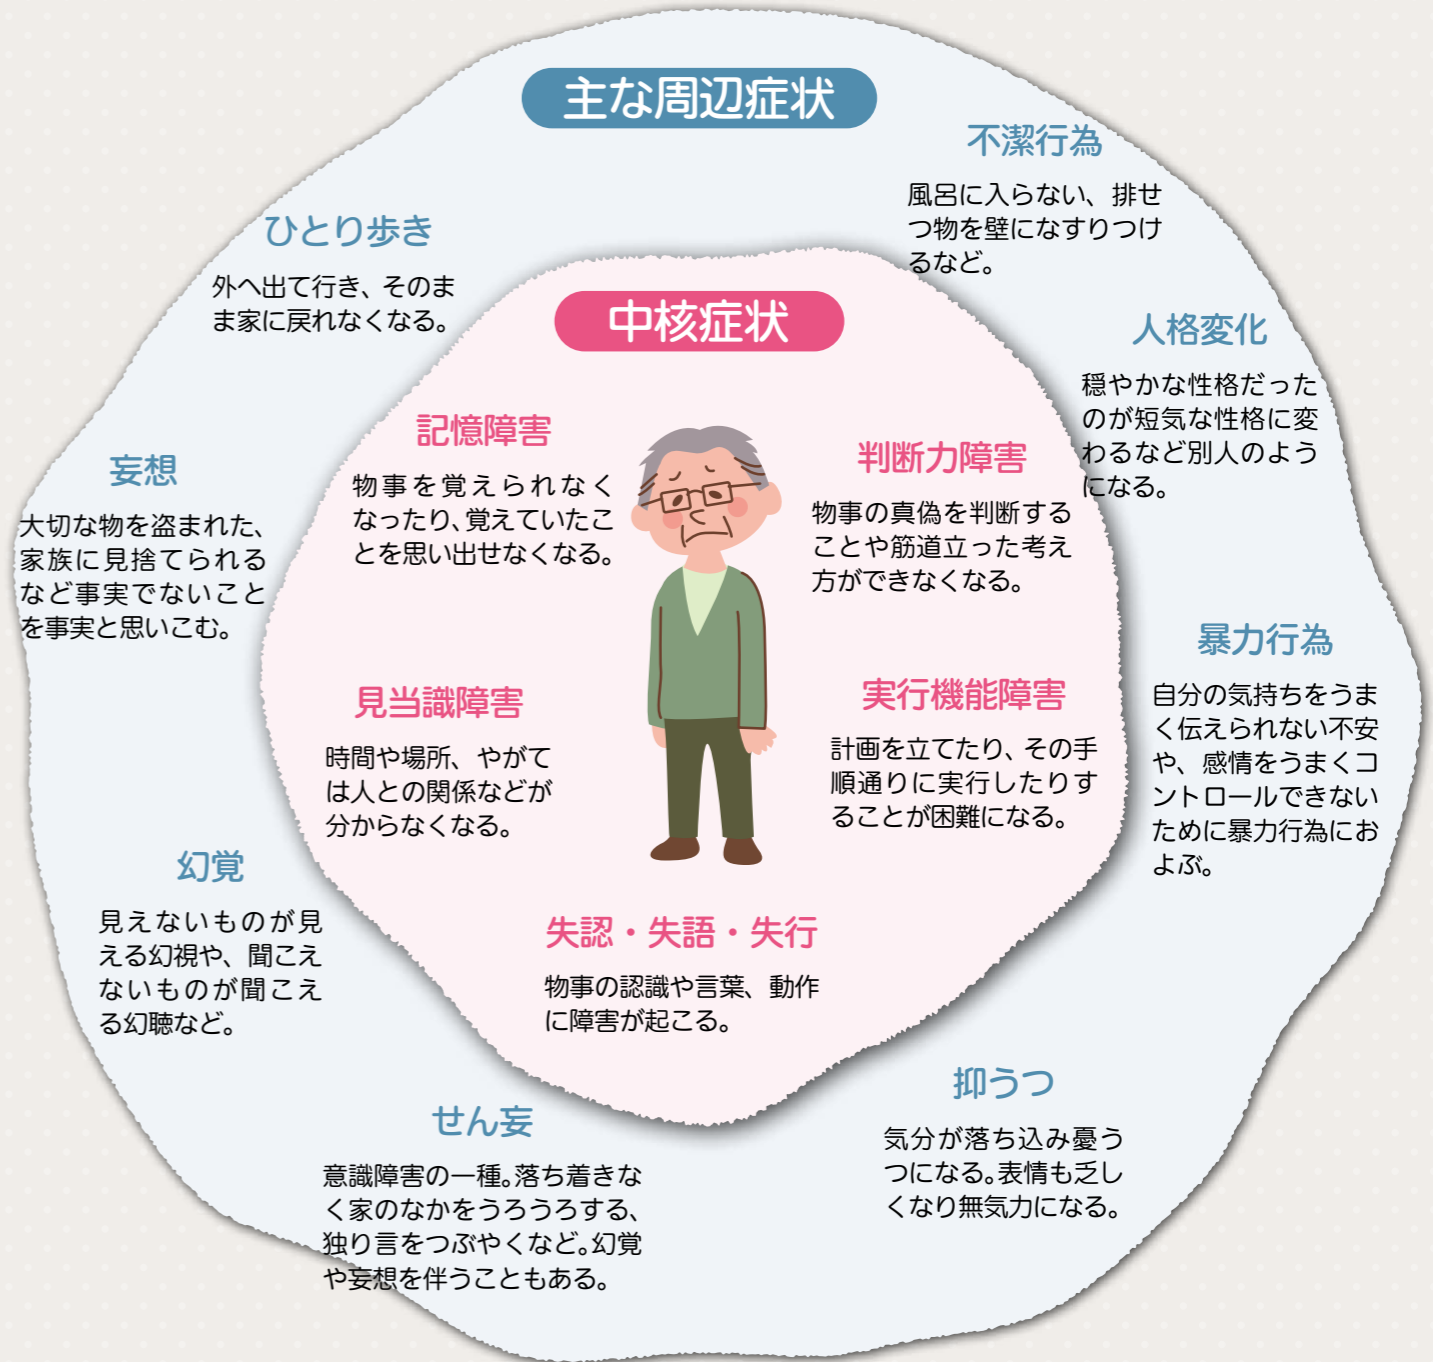 主な周辺症状
不潔行為
風呂に入らない、排せ
つ物を壁になすりつけ
るなど。
ひとり歩き
外へ出て行き、そのま
ま家に戻れなくなる。
人格変化
穏やかな性格だった
のが短気な性格に変
わるなど別人のよう
になる。
妄想
大切な物を盗まれた、
家族に見捨てられる
など事実でないこと
を事実と思いこむ。
暴力行為
自分の気持ちをうま
く伝えられない不安
や、感情をうまくコ
ントロールできない
ために暴力行為にお
よぶ。
幻覚
見えないものが見
える幻視や、聞こえ
ないものが聞こえ
る幻聴など。
抑うつ
気分が落ち込み憂う
つになる。表情も乏し
くなり無気力になる。
せん妄
意識障害の一種。落ち着きな
く家のなかをうろうろする、
独り言をつぶやくなど。幻覚
や妄想を伴うこともある。
中核症状
記憶障害
物事を覚えられなく
なったり、覚えていたこ
とを思い出せなくなる。
判断力障害
物事の真偽を判断する
ことや筋道立った考え
方ができなくなる。
見当識障害
時間や場所、やがて
は人との関係などが
分からなくなる。
実行機能障害
計画を立てたり、その手
順通りに実行したりす
ることが困難になる。
失認・失語・失行
物事の認識や言葉、動作
に障害が起こる。